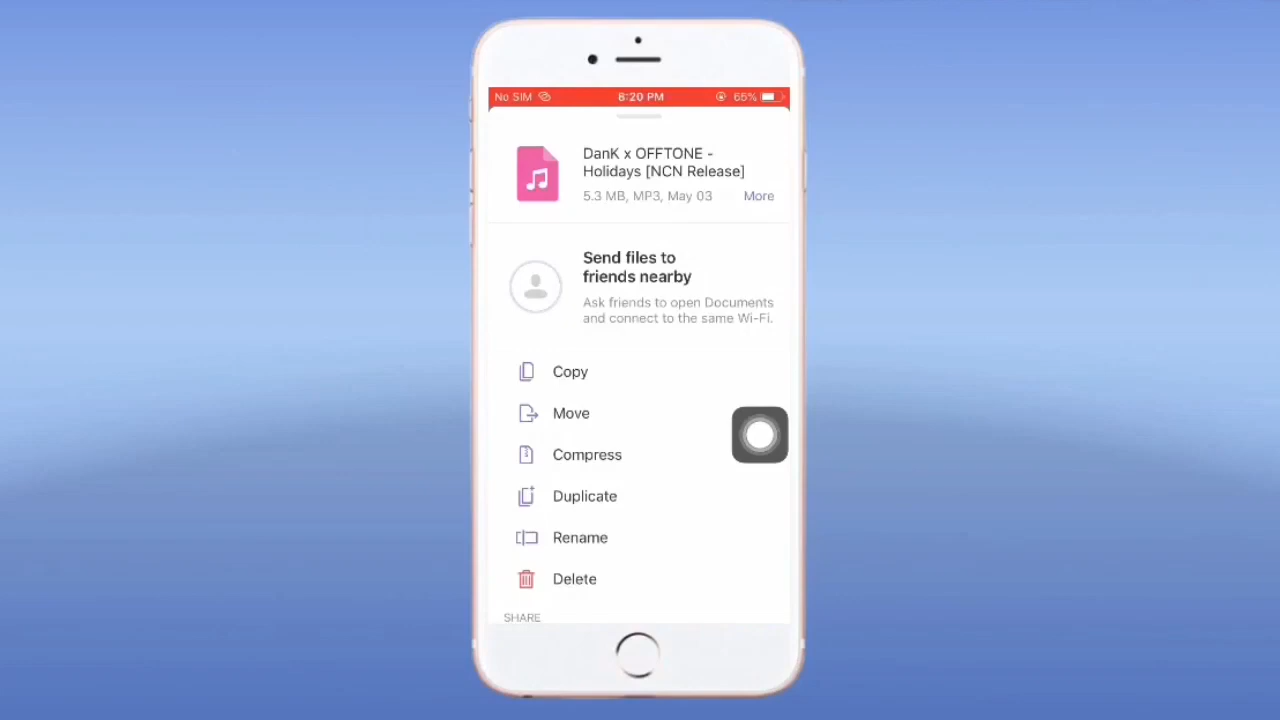 No SIM 8:20 PM 65%
DanK x OFFTONE -
Holidays [NCN Release]
5.3 MB, MP3, May 03 More
Send files to
friends nearby
Ask friends to open Documents
and connect to the same Wi-Fi.
Copy
Move
Compress
Duplicate
Rename
Delete
SHARE